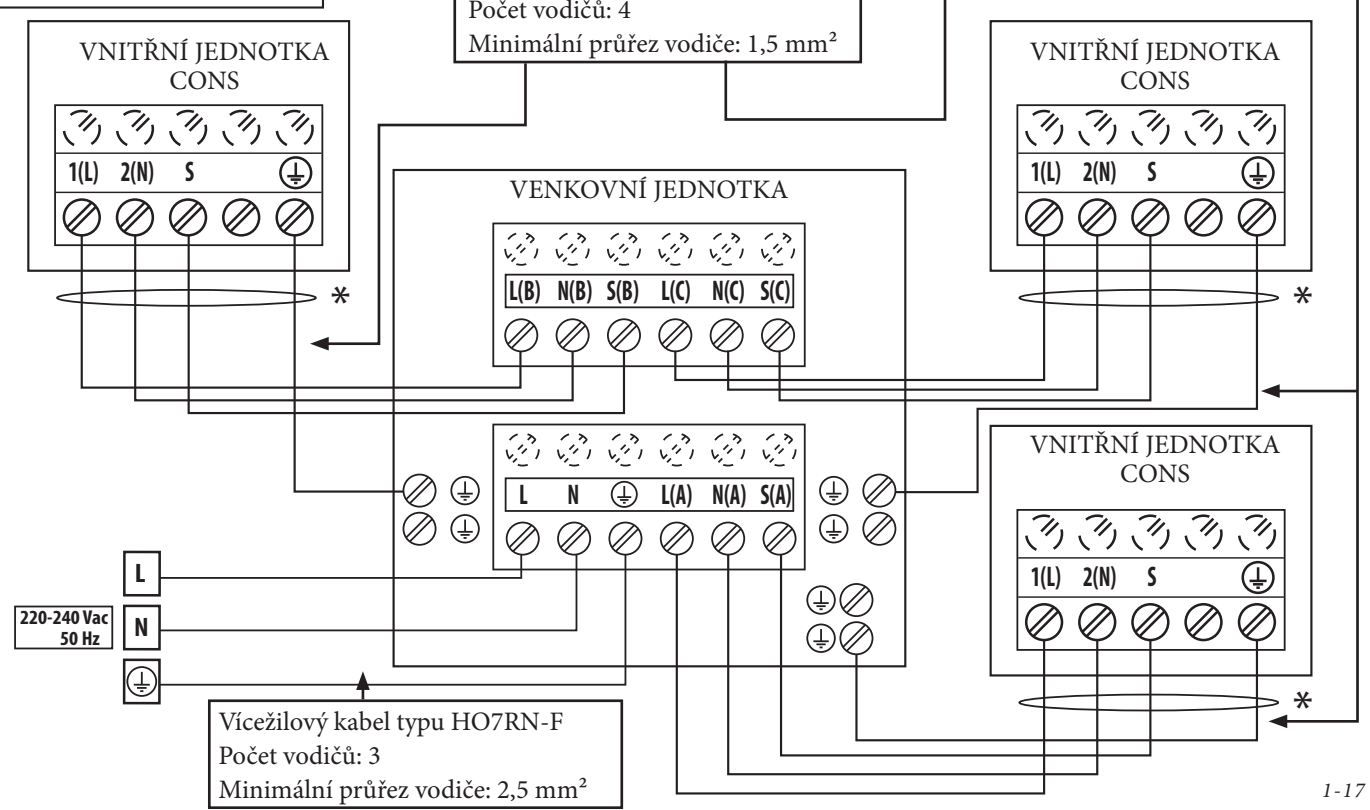 Počet vodičů: 4
Minimální průřez vodiče: 1,5 mm²
VNITŘNÍ JEDNOTKA
CONS
1(L) 2(N) S
*
VNITŘNÍ JEDNOTKA
CONS
1(L) 2(N) S
*
VENKOVNÍ JEDNOTKA
L(B) N(B) S(B) L(C) N(C) S(C)
L N L(A) N(A) S(A)
VNITŘNÍ JEDNOTKA
CONS
1(L) 2(N) S
*
L
220-240 Vac
50 Hz
N
Vícežilový kabel typu HO7RN-F
Počet vodičů: 3
Minimální průřez vodiče: 2,5 mm²
1-17